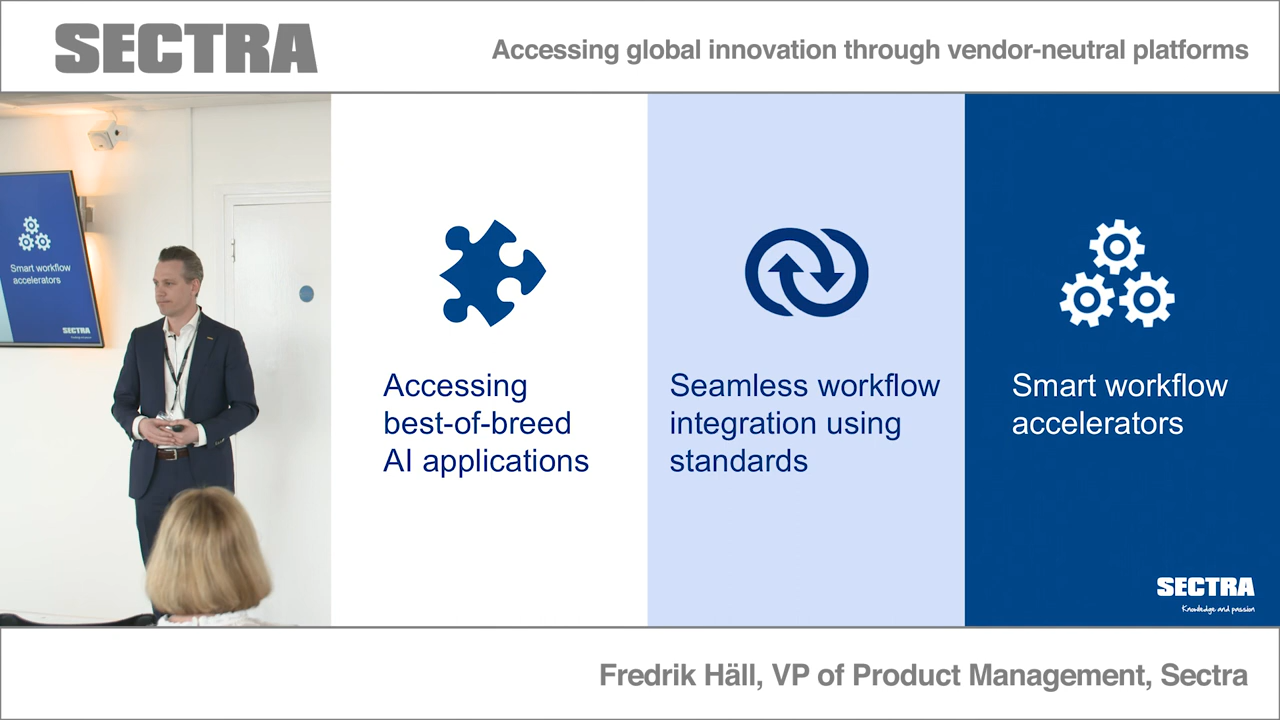 SECTRA
Accessing global innovation through vendor-neutral platforms
Smart workflow
accelerators
SECTRA
Accessing
best-of-breed
AI applications
Seamless workflow
integration using
standards
Smart workflow
accelerators
SECTRA
Knowledge and passion
Fredrik Häll, VP of Product Management, Sectra